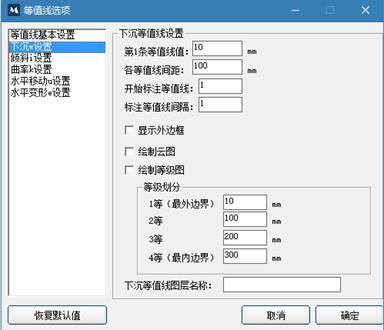 等值线选项
等值线基本设置
下沉w设置
倾斜i设置
曲率k设置
水平移动u设置
水平变形e设置
下沉等值线设置
第1条等值线值: 10 mm
各等值线间距: 100 mm
开始标注等值线: 1
标注等值线间隔: 1
显示外边框
绘制云图
绘制等级图
等级划分
1等（最外边界） 10 mm
2等 100 mm
3等 200 mm
4等（最内边界） 300 mm
下沉等值线图层名称:
恢复默认值 取消 确定